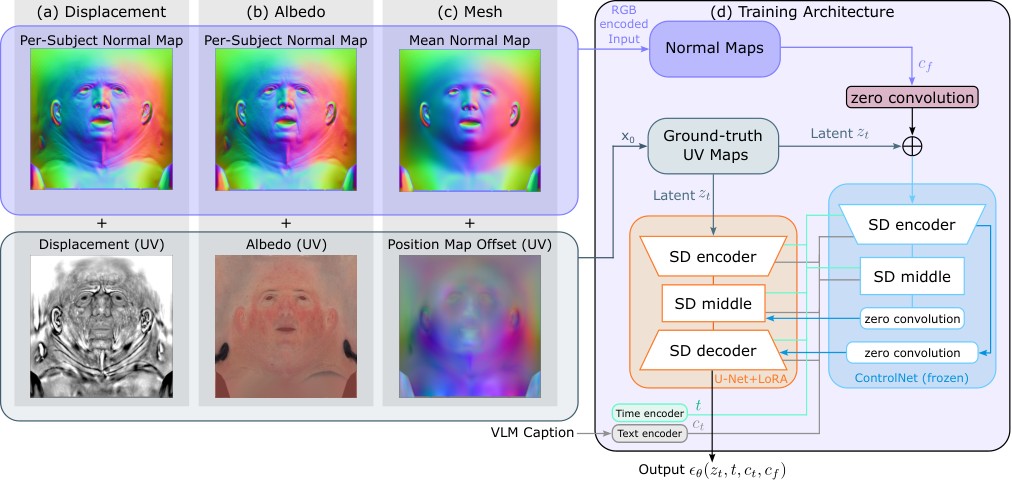 (a) Displacement
(b) Albedo
(c) Mesh
(d) Training Architecture
Per-Subject Normal Map
Per-Subject Normal Map
Mean Normal Map
RGB
encoded
Input
Normal Maps
c_f
zero convolution
x₀
Ground-truth
UV Maps
Latent z_t
Latent z_t
+
+
+
Displacement (UV)
Albedo (UV)
Position Map Offset (UV)
SD encoder
SD middle
SD decoder
U-Net+LoRA
SD encoder
SD middle
zero convolution
zero convolution
ControlNet (frozen)
Time encoder
t
VLM Caption
Text encoder
c_t
Output ϵ_θ(z_t, t, c_t, c_f)